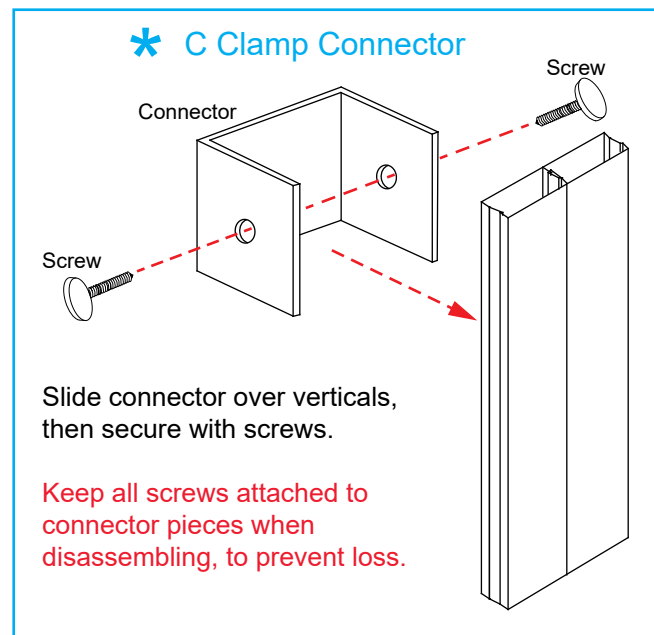 * C Clamp Connector
Screw
Connector
Screw
Slide connector over verticals,
then secure with screws.
Keep all screws attached to
connector pieces when
disassembling, to prevent loss.